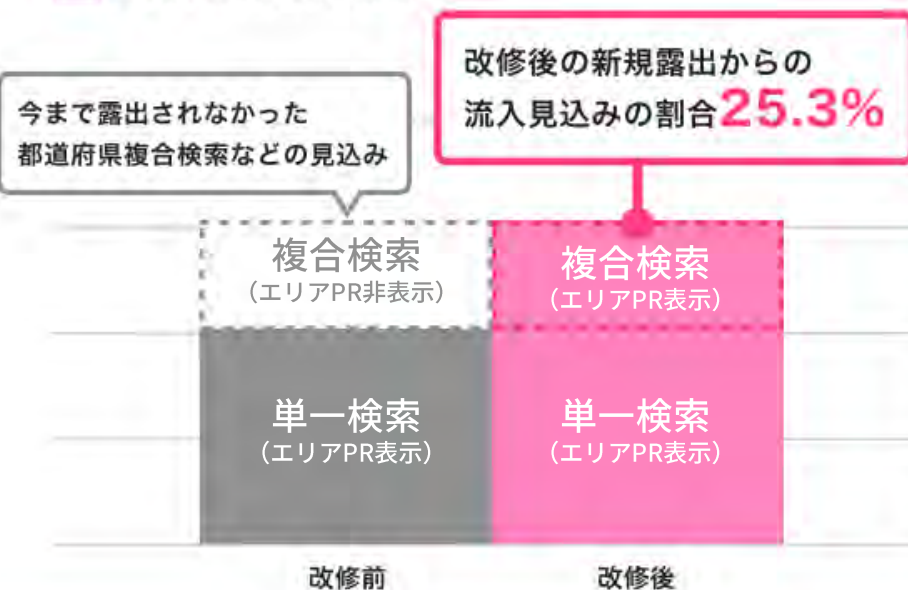 改修後の新規露出からの
流入見込みの割合25.3%
今まで露出されなかった
都道府県複合検索などの見込み
複合検索
（エリアPR非表示）
複合検索
（エリアPR表示）
単一検索
（エリアPR表示）
単一検索
（エリアPR表示）
改修前
改修後